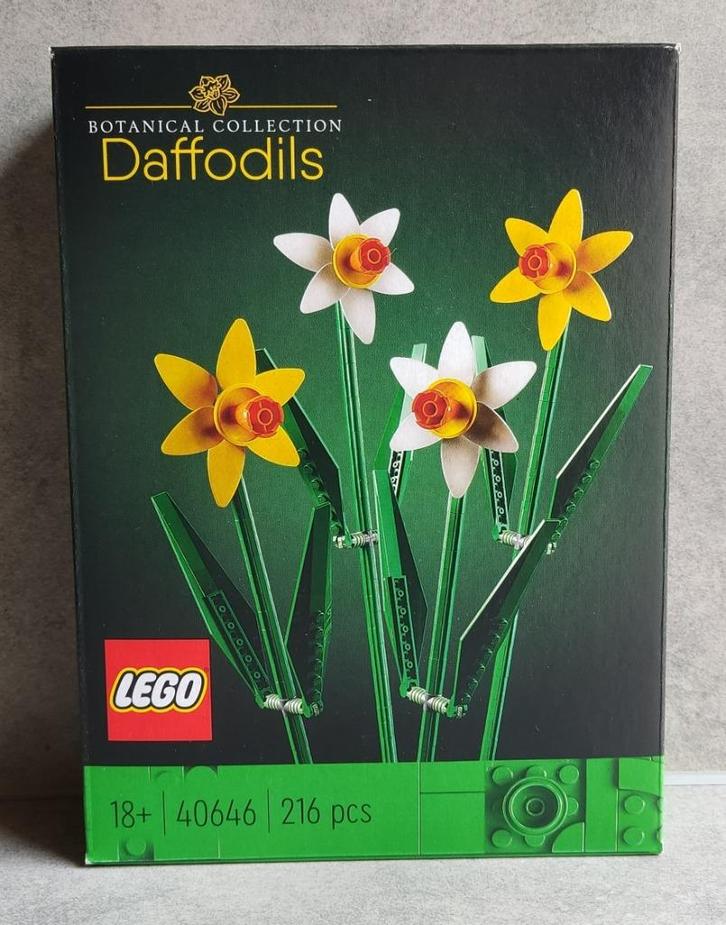 BOTANICAL COLLECTION
Daffodils
LEGO
18+ | 40646 | 216 pcs